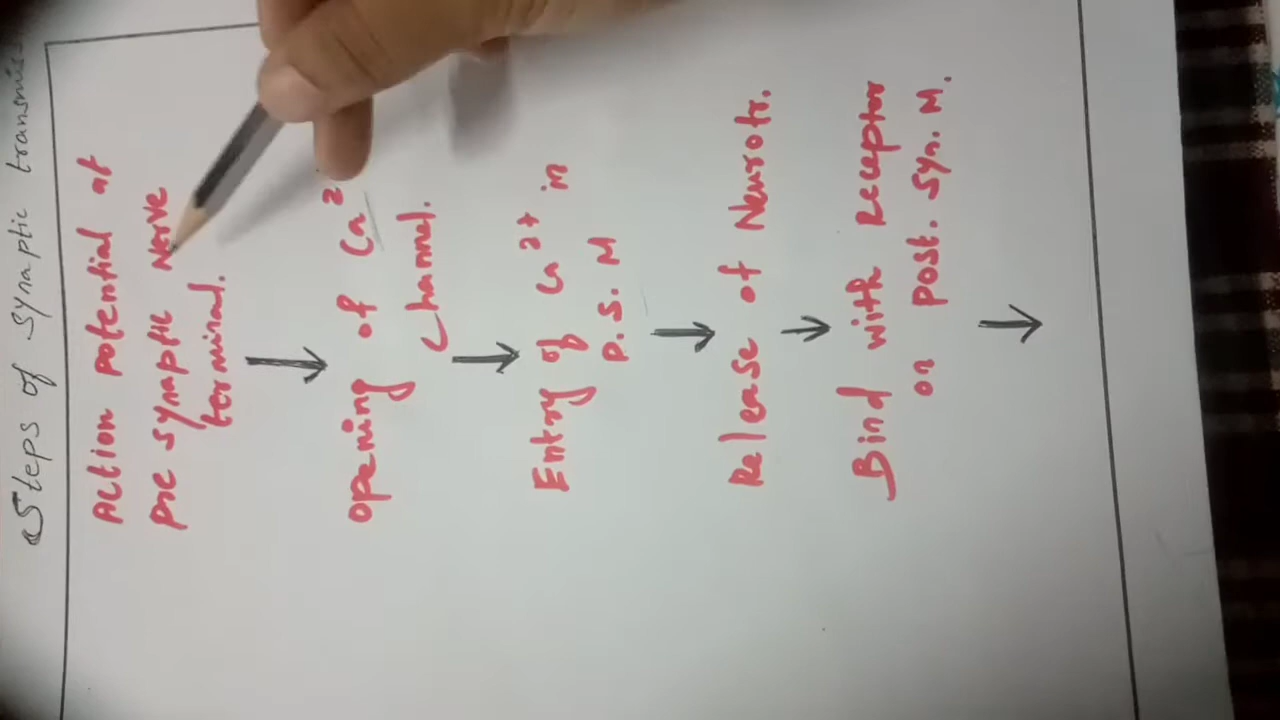 Steps of Synaptic transmis
Action potential at
pre synaptic Nerve
terminal.
opening of Ca2
Channel.
Entry of Ca2+ in
P.S.M
Release of Neurotr.
Bind with Receptor
on post. Syn. M.